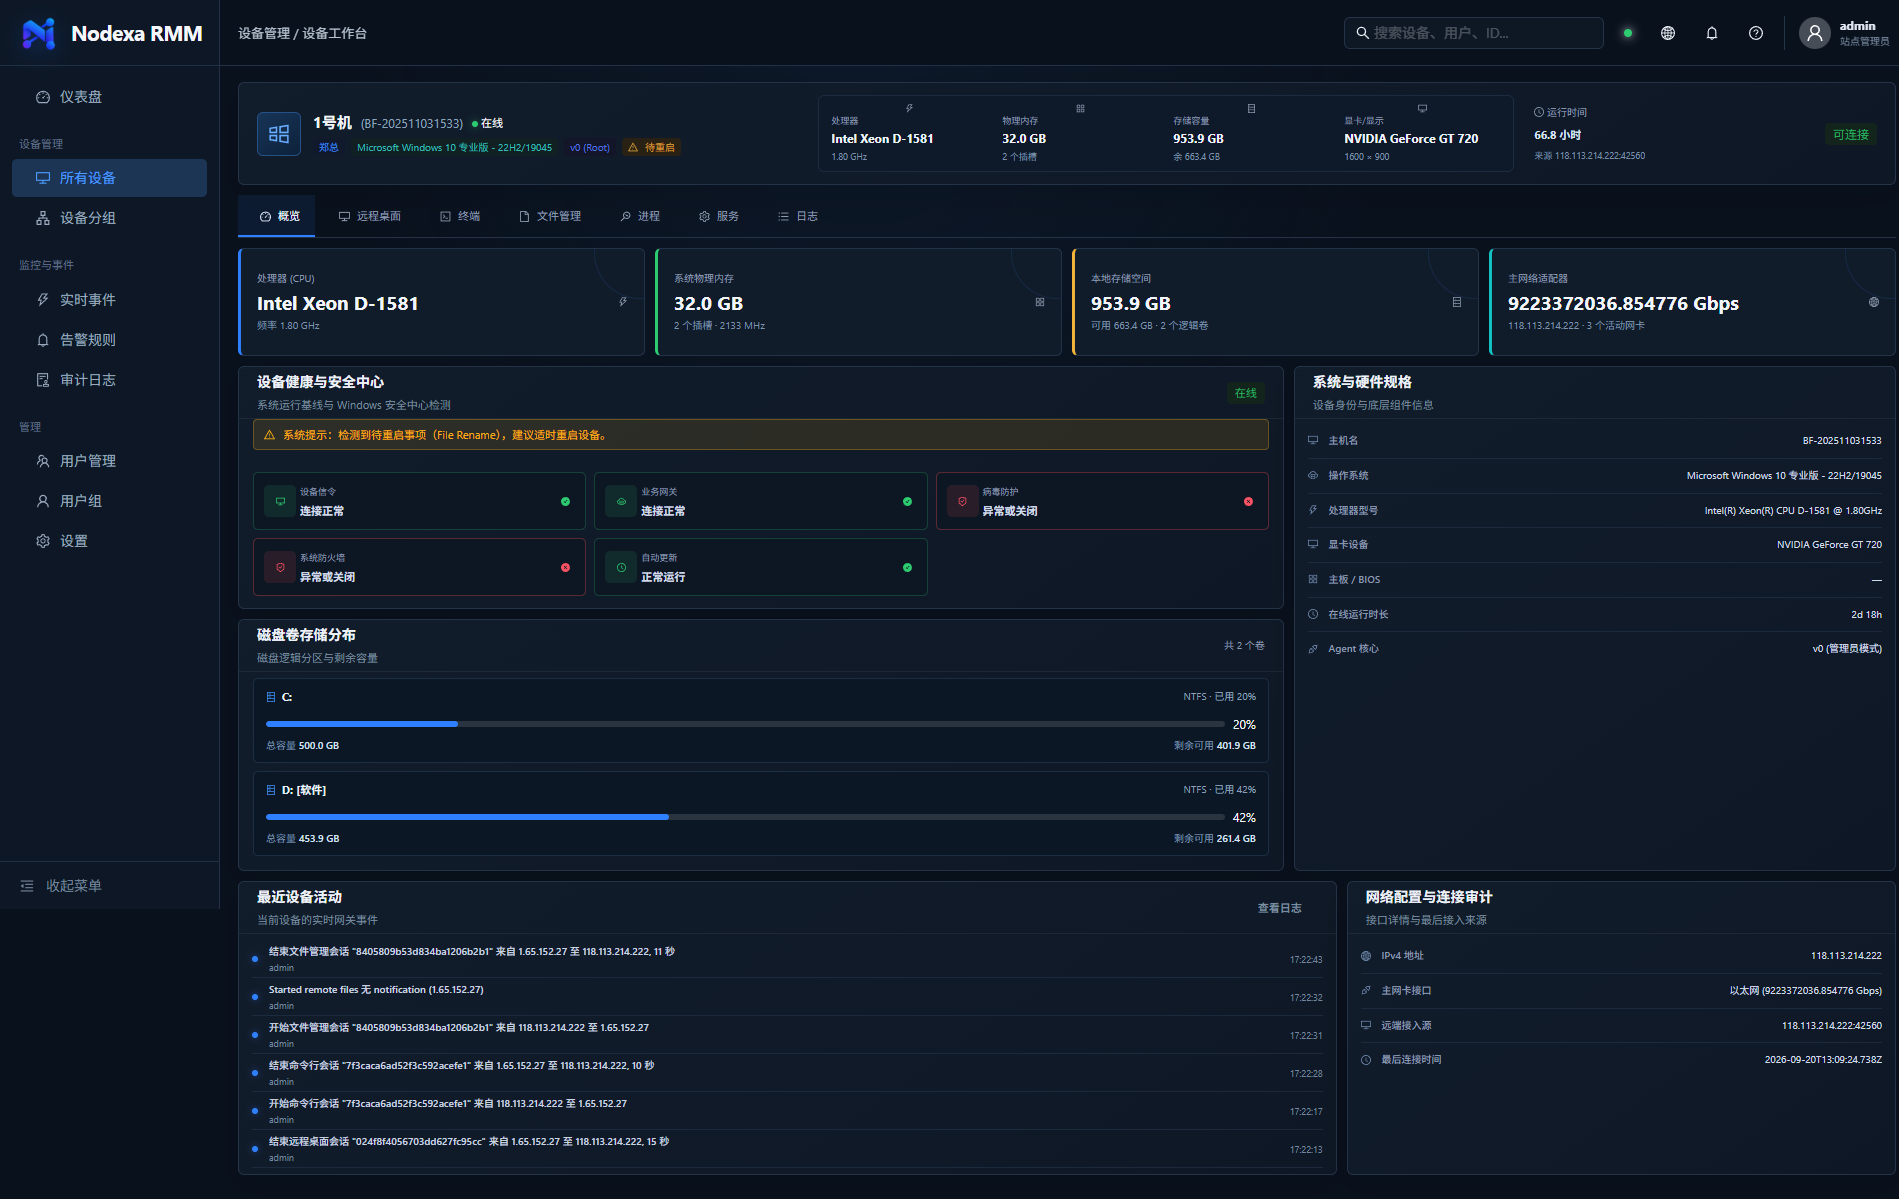 Nodexa RMM
设备管理 / 设备工作台
搜索设备、用户、ID...
admin
站点管理员
仪表盘
设备管理
所有设备
设备分组
监控与事件
实时事件
告警规则
审计日志
管理
用户管理
用户组
设置
收起菜单
1号机 (BF-202511031533) 在线
郑总 Microsoft Windows 10 专业版 - 22H2/19045 v0 (Root) 待重启
处理器
Intel Xeon D-1581
1.80 GHz
物理内存
32.0 GB
2 个插槽
存储容量
953.9 GB
余 663.4 GB
显卡/显示
NVIDIA GeForce GT 720
1600 × 900
运行时间
66.8 小时
来源 118.113.214.222:42560
可连接
概览 远程桌面 终端 文件管理 进程 服务 日志
处理器 (CPU)
Intel Xeon D-1581
频率 1.80 GHz
系统物理内存
32.0 GB
2 个插槽 · 2133 MHz
本地存储空间
953.9 GB
可用 663.4 GB · 2 个逻辑卷
主网络适配器
9223372036.854776 Gbps
118.113.214.222 · 3 个活动网卡
设备健康与安全中心
系统运行基线与 Windows 安全中心检测
在线
系统提示：检测到待重启事项（File Rename），建议适时重启设备。
设备信令
连接正常
业务网关
连接正常
病毒防护
异常或关闭
系统防火墙
异常或关闭
自动更新
正常运行
磁盘卷存储分布
磁盘逻辑分区与剩余容量
共 2 个卷
C:
NTFS · 已用 20%
20%
总容量 500.0 GB
剩余可用 401.9 GB
D: [软件]
NTFS · 已用 42%
42%
总容量 453.9 GB
剩余可用 261.4 GB
系统与硬件规格
设备身份与底层组件信息
主机名 BF-202511031533
操作系统 Microsoft Windows 10 专业版 - 22H2/19045
处理器型号 Intel(R) Xeon(R) CPU D-1581 @ 1.80GHz
显卡设备 NVIDIA GeForce GT 720
主板 / BIOS —
在线运行时长 2d 18h
Agent 核心 v0 (管理员模式)
最近设备活动
当前设备的实时网关事件
查看日志
结束文件管理会话 "8405809b53d834ba1206b2b1" 来自 1.65.152.27 至 118.113.214.222, 11 秒
admin
17:22:43
Started remote files 无 notification (1.65.152.27)
admin
17:22:32
开始文件管理会话 "8405809b53d834ba1206b2b1" 来自 118.113.214.222 至 1.65.152.27
admin
17:22:31
结束命令行会话 "7f3caca6ad52f3c592acefe1" 来自 1.65.152.27 至 118.113.214.222, 10 秒
admin
17:22:28
开始命令行会话 "7f3caca6ad52f3c592acefe1" 来自 118.113.214.222 至 1.65.152.27
admin
17:22:17
结束远程桌面会话 "024f8f4056703dd627fc95cc" 来自 1.65.152.27 至 118.113.214.222, 15 秒
admin
17:22:13
网络配置与连接审计
接口详情与最后接入来源
IPv4 地址 118.113.214.222
主网卡接口 以太网 (9223372036.854776 Gbps)
远端接入源 118.113.214.222:42560
最后连接时间 2026-09-20T13:09:24.738Z